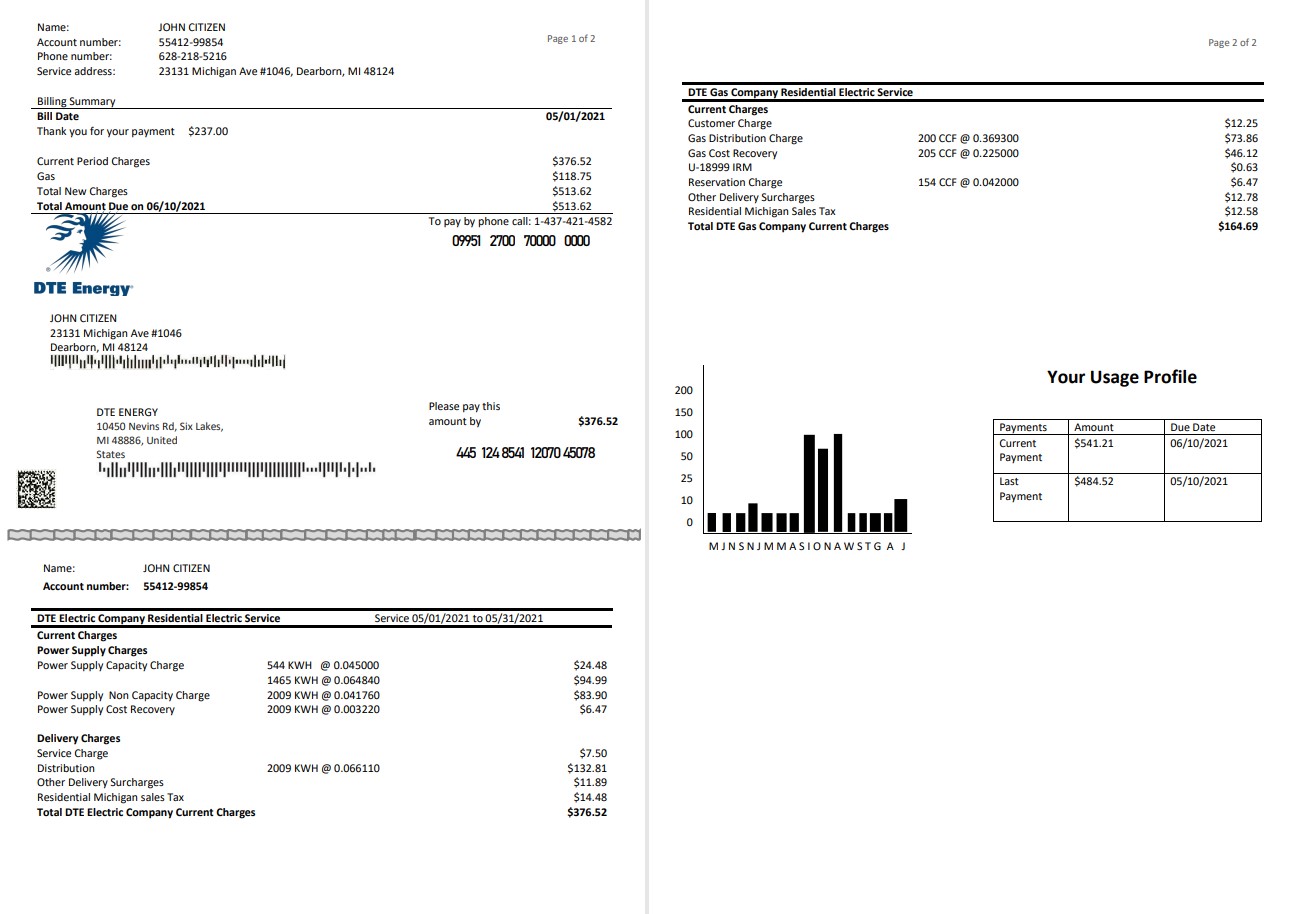 Name: JOHN CITIZEN
Account number: 55412-99854
Page 1 of 2
Phone number: 628-218-5216
Service address: 23131 Michigan Ave #1046, Dearborn, MI 48124
Billing Summary
Bill Date 05/01/2021
Thank you for your payment $237.00
Current Period Charges $376.52
Gas $118.75
Total New Charges $513.62
Total Amount Due on 06/10/2021 $513.62
To pay by phone call: 1-437-421-4582
09951 2700 70000 0000
DTE Energy®
JOHN CITIZEN
23131 Michigan Ave #1046
Dearborn, MI 48124
DTE ENERGY
10450 Nevins Rd, Six Lakes,
MI 48886, United
States
Please pay this
amount by $376.52
445 124 8541 12070 45078
Name: JOHN CITIZEN
Account number: 55412-99854
DTE Electric Company Residential Electric Service Service 05/01/2021 to 05/31/2021
Current Charges
Power Supply Charges
Power Supply Capacity Charge 544 KWH @ 0.045000 $24.48
1465 KWH @ 0.064840 $94.99
Power Supply Non Capacity Charge 2009 KWH @ 0.041760 $83.90
Power Supply Cost Recovery 2009 KWH @ 0.003220 $6.47
Delivery Charges
Service Charge $7.50
Distribution 2009 KWH @ 0.066110 $132.81
Other Delivery Surcharges $11.89
Residential Michigan sales Tax $14.48
Total DTE Electric Company Current Charges $376.52
Page 2 of 2
DTE Gas Company Residential Electric Service
Current Charges
Customer Charge $12.25
Gas Distribution Charge 200 CCF @ 0.369300 $73.86
Gas Cost Recovery 205 CCF @ 0.225000 $46.12
U-18999 IRM $0.63
Reservation Charge 154 CCF @ 0.042000 $6.47
Other Delivery Surcharges $12.78
Residential Michigan Sales Tax $12.58
Total DTE Gas Company Current Charges $164.69
200
150
100
50
25
10
0
M J N S N J M M A S I O N A W S T G A J
Your Usage Profile
Payments Amount Due Date
Current Payment $541.21 06/10/2021
Last Payment $484.52 05/10/2021